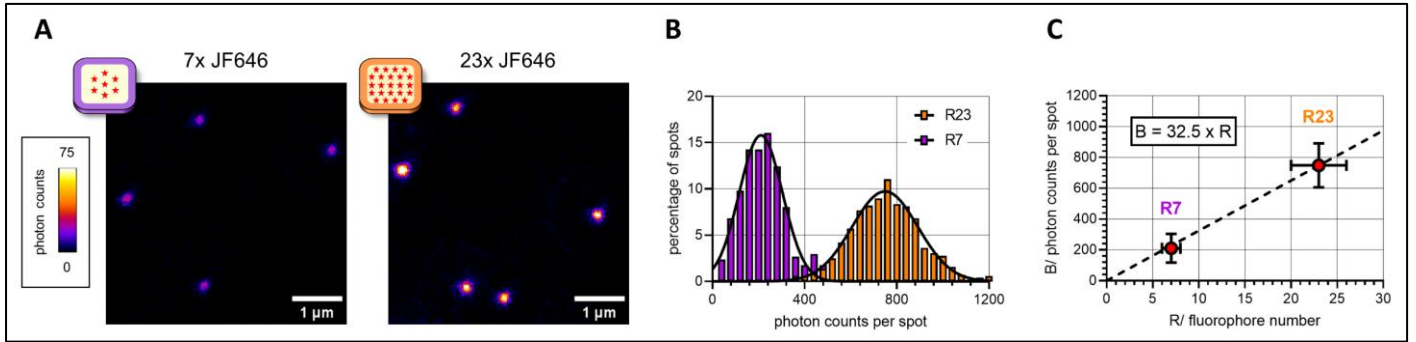 A
7x JF646
23x JF646
75
photon counts
0
1 µm
1 µm
B
20
15
10
5
0
percentage of spots
R23
R7
0
400
800
1200
photon counts per spot
C
1200
1000
800
600
400
200
0
B/ photon counts per spot
B = 32.5 x R
R23
R7
0
5
10
15
20
25
30
R/ fluorophore number